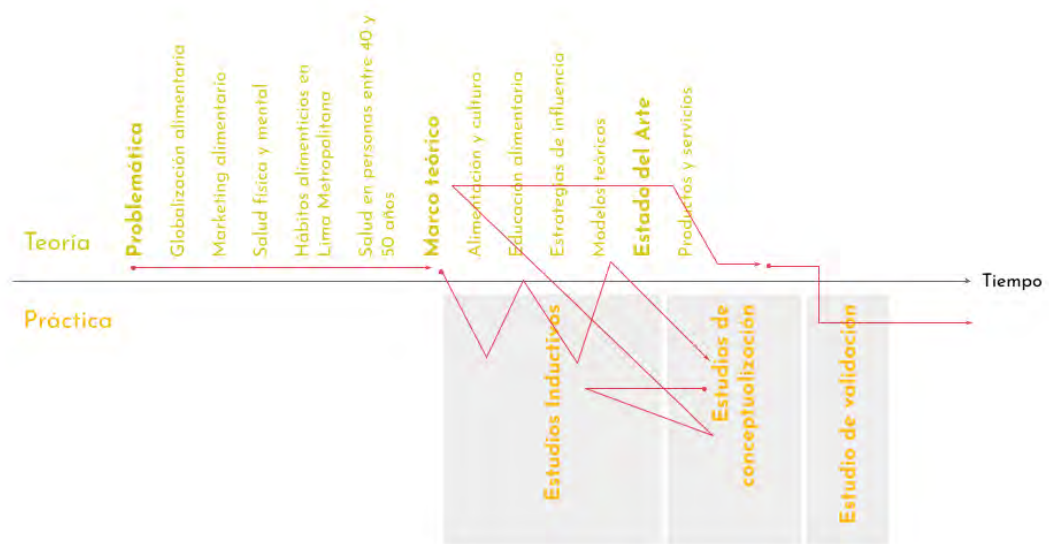 Teoría
Problemática
Globalización alimentaria
Marketing alimentario
Salud física y mental
Hábitos alimenticios en
Lima Metropolitana
Salud en personas entre 40 y
50 años
Marco teórico
Alimentación y cultura
Educación alimentaria
Estrategias de influencia
Modelos teóricos
Estado del Arte
Productos y servicios
Tiempo
Práctica
Estudios Inductivos
Estudios de
conceptualización
Estudio de validación